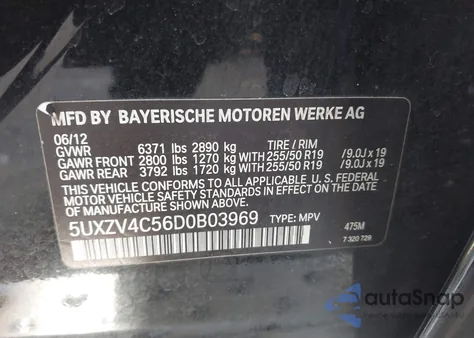 MFD BY BAYERISCHE MOTOREN WERKE AG
06/12
GVWR 6371 lbs 2890 kg TIRE / RIM
GAWR FRONT 2800 lbs 1270 kg WITH 255/50 R19 /9.0J x 19
GAWR REAR 3792 lbs 1720 kg WITH 255/50 R19 /9.0J x 19
THIS VEHICLE CONFORMS TO ALL APPLICABLE U.S. FEDERAL
MOTOR VEHICLE SAFETY STANDARDS IN EFFECT
ON THE DATE OF MANUFACTURE SHOWN ABOVE.
5UXZV4C56D0B03969 TYPE: MPV 475M
7 320 729
autoSnap